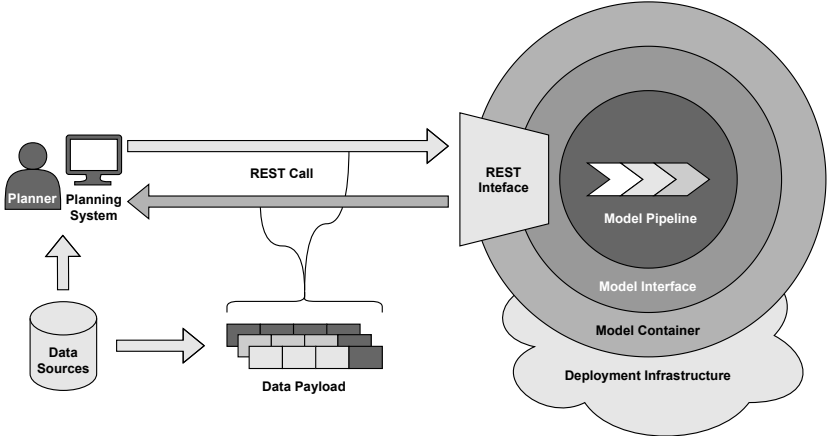 REST Call
REST
Inteface
Planner
Planning
System
Model Pipeline
Model Interface
Model Container
Data
Sources
Data Payload
Deployment Infrastructure